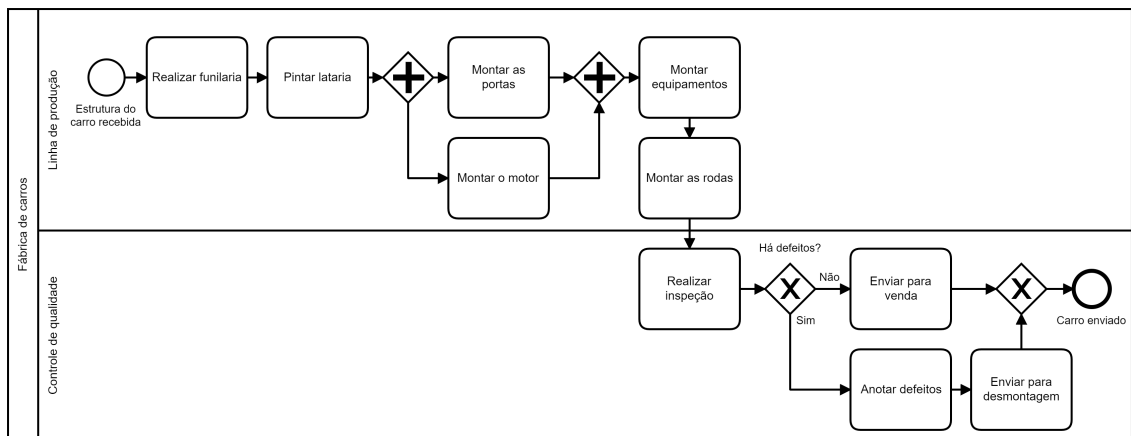 Fábrica de carros
Linha de produção
Estrutura do
carro recebida
Realizar funilaria
Pintar lataria
Montar as
portas
Montar o motor
Montar
equipamentos
Montar as rodas
Controle de qualidade
Realizar
inspeção
Há defeitos?
Não
Sim
Enviar para
venda
Anotar defeitos
Enviar para
desmontagem
Carro enviado